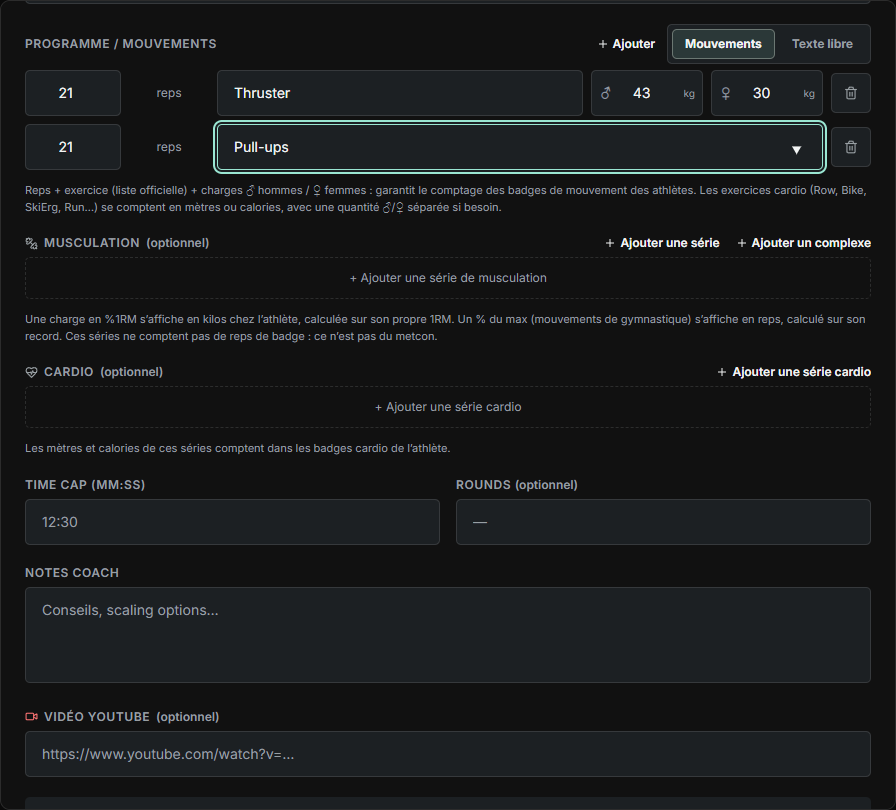 PROGRAMME / MOUVEMENTS + Ajouter Mouvements Texte libre
21 reps Thruster ♂ 43 kg ♀ 30 kg
21 reps Pull-ups ▼
Reps + exercice (liste officielle) + charges ♂ hommes / ♀ femmes : garantit le comptage des badges de mouvement des athlètes. Les exercices cardio (Row, Bike,
SkiErg, Run…) se comptent en mètres ou calories, avec une quantité ♂/♀ séparée si besoin.
MUSCULATION (optionnel) + Ajouter une série + Ajouter un complexe
+ Ajouter une série de musculation
Une charge en %1RM s’affiche en kilos chez l’athlète, calculée sur son propre 1RM. Un % du max (mouvements de gymnastique) s’affiche en reps, calculé sur son
record. Ces séries ne comptent pas de reps de badge : ce n’est pas du metcon.
CARDIO (optionnel) + Ajouter une série cardio
+ Ajouter une série cardio
Les mètres et calories de ces séries comptent dans les badges cardio de l’athlète.
TIME CAP (MM:SS) ROUNDS (optionnel)
12:30 —
NOTES COACH
Conseils, scaling options…
VIDÉO YOUTUBE (optionnel)
https://www.youtube.com/watch?v=…